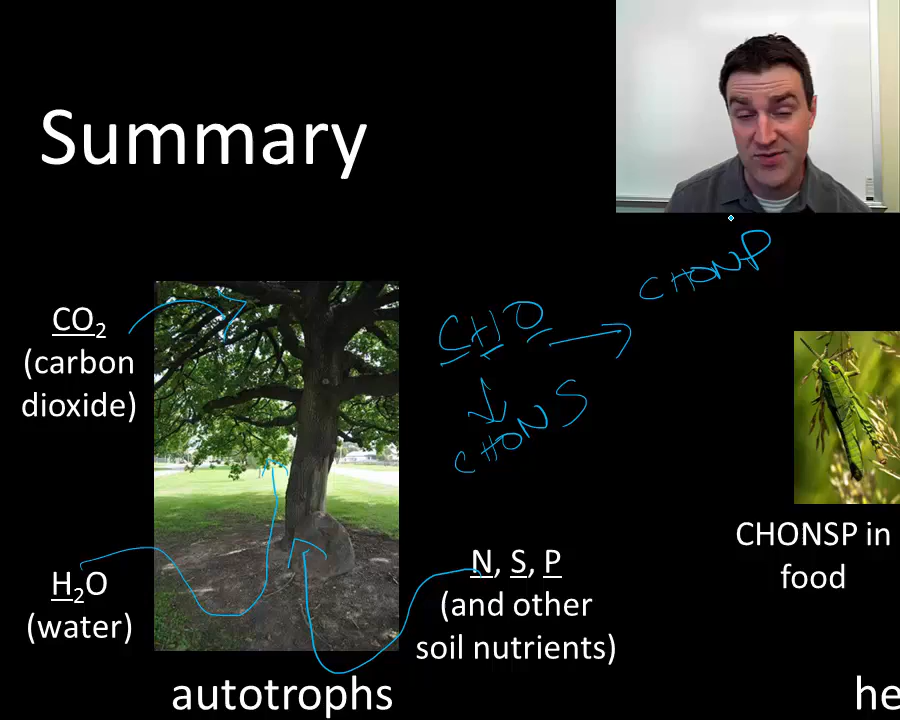 Summary
CO₂
(carbon
dioxide)
H₂O
(water)
CHO
CHONP
CHONS
N, S, P
(and other
soil nutrients)
autotrophs
CHONSP in
food
he